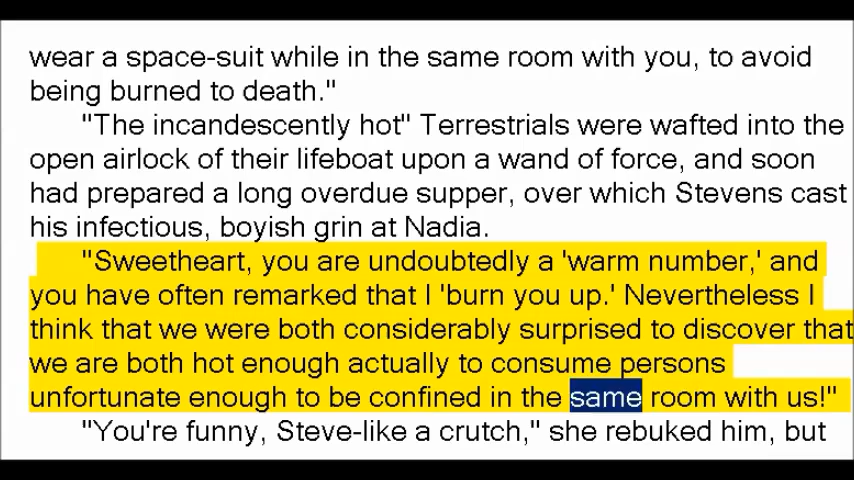 wear a space-suit while in the same room with you, to avoid
being burned to death."
"The incandescently hot" Terrestrials were wafted into the
open airlock of their lifeboat upon a wand of force, and soon
had prepared a long overdue supper, over which Stevens cast
his infectious, boyish grin at Nadia.
"Sweetheart, you are undoubtedly a 'warm number,' and
you have often remarked that I 'burn you up.' Nevertheless I
think that we were both considerably surprised to discover that
we are both hot enough actually to consume persons
unfortunate enough to be confined in the same room with us!"
"You're funny, Steve-like a crutch," she rebuked him, but